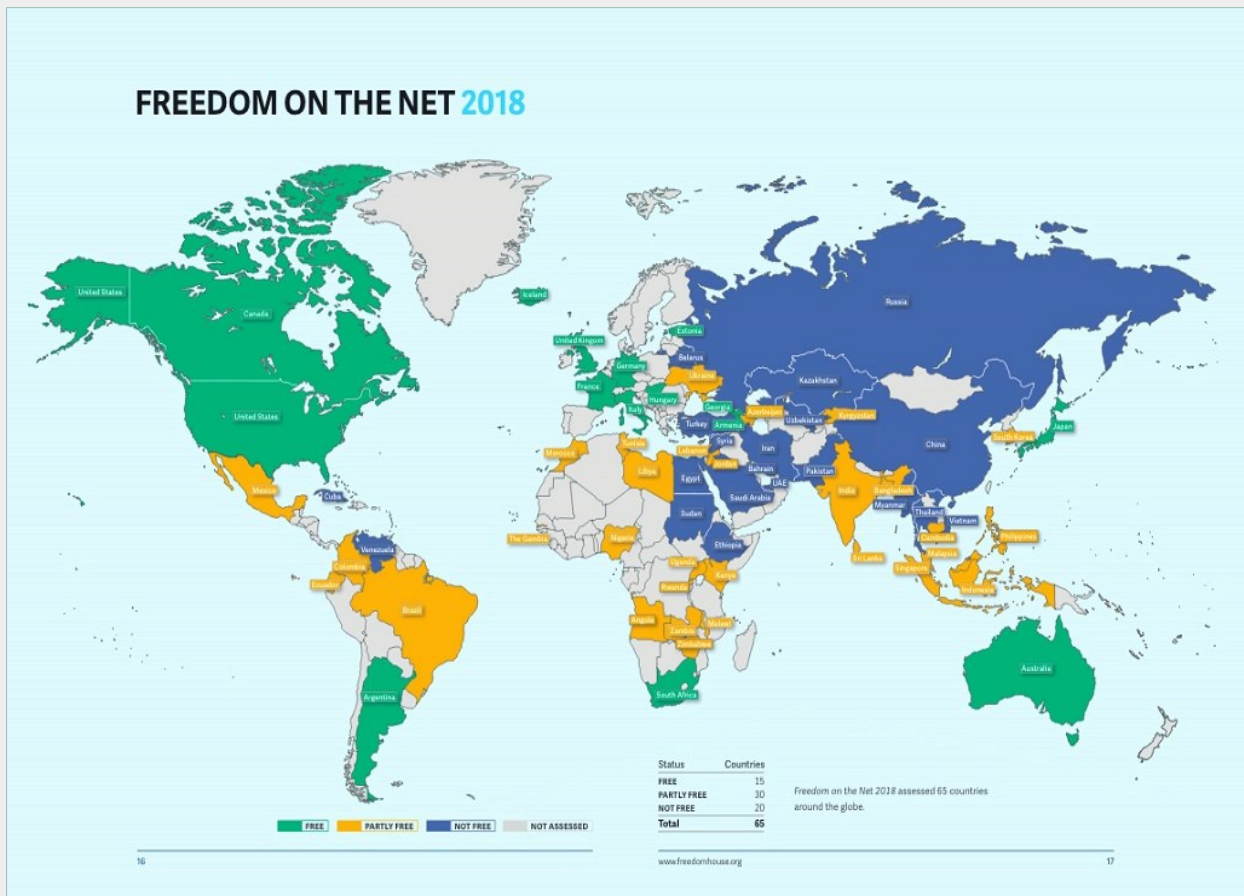 FREEDOM ON THE NET 2018
United States
Canada
Iceland
United Kingom
Estonia
Germany
Belarus
Russia
France
Ukraine
Kazakhstan
Hungary
United States
Italy
Georgia
Azerbaijan
Kyrgyzstan
Turkey
Armenia
Uzbekistan
Japan
South Korea
China
Tunisia
Syria
Morocco
Lebanon
Iran
Jordan
Libya
Bahrain
Pakistan
Egypt
UAE
Mexico
Cuba
Saudi Arabia
India
Bangladesh
Myanmar
Sudan
Thailand
Vietnam
The Gambia
Nigeria
Ethiopia
Cambodia
Philippines
Venezuela
Sri Lanka
Malaysia
Colombia
Uganda
Singapore
Ecuador
Kenya
Rwanda
Indonesia
Brazil
Angola
Malawi
Zambia
Zimbabwe
Australia
Argentina
South Africa
Status Countries
FREE 15
PARTLY FREE 30
NOT FREE 20
Total 65
Freedom on the Net 2018 assessed 65 countries
around the globe.
FREE PARTLY FREE NOT FREE NOT ASSESSED
16 www.freedomhouse.org 17